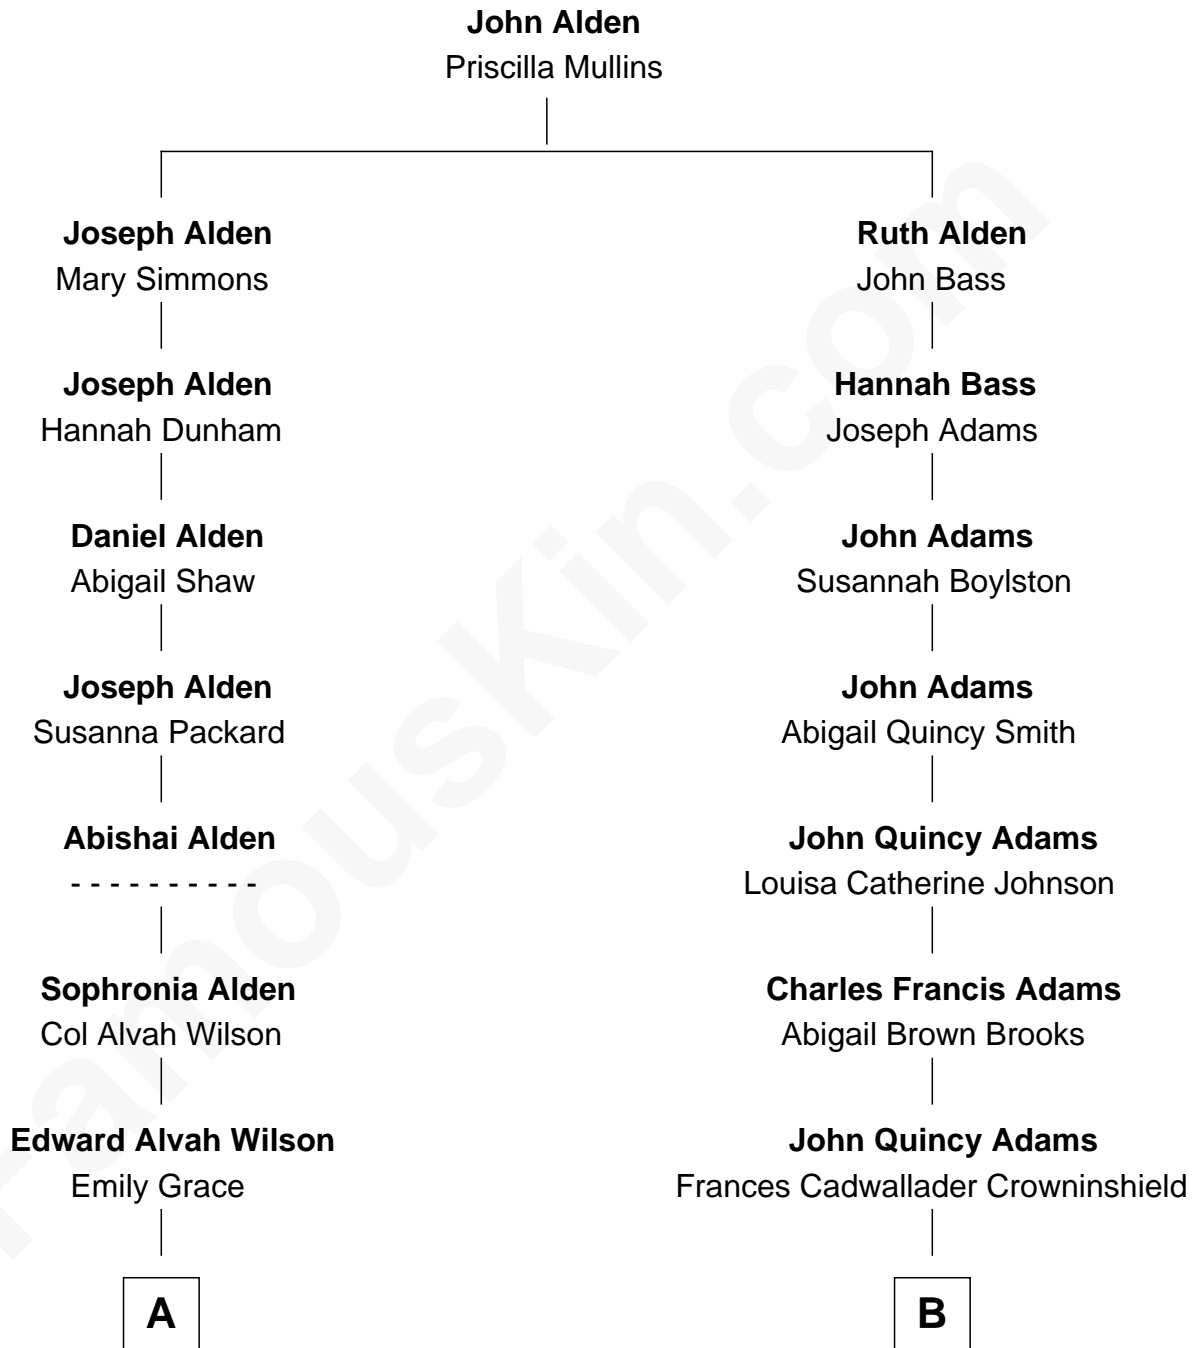 John Alden
Priscilla Mullins
Joseph Alden
Mary Simmons
Ruth Alden
John Bass
Joseph Alden
Hannah Dunham
Hannah Bass
Joseph Adams
Daniel Alden
Abigail Shaw
John Adams
Susannah Boylston
Joseph Alden
Susanna Packard
John Adams
Abigail Quincy Smith
Abishai Alden
- - - - - - - - - -
John Quincy Adams
Louisa Catherine Johnson
Sophronia Alden
Col Alvah Wilson
Charles Francis Adams
Abigail Brown Brooks
Edward Alvah Wilson
Emily Grace
John Quincy Adams
Frances Cadwallader Crowninshield
A
B
FamousKin.com